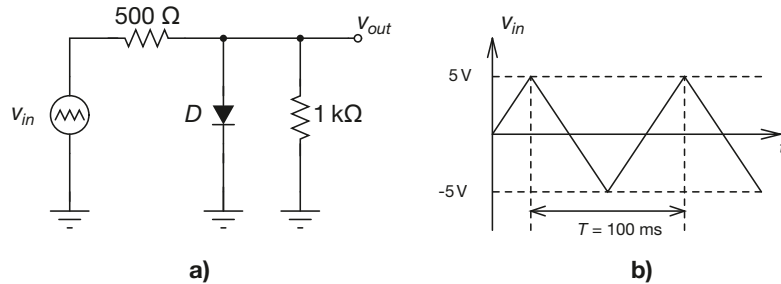 500 Ω
v_out
v_in
D
1 kΩ
a)
v_in
5 V
-5 V
t
T = 100 ms
b)